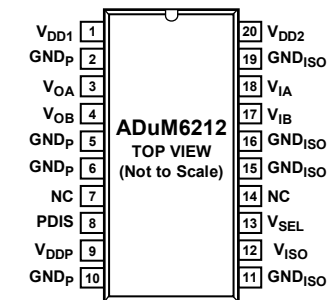 VDD1 1 20 VDD2
GNDP 2 19 GNDISO
VOA 3 18 VIA
VOB 4 17 VIB
GNDP 5 16 GNDISO
GNDP 6 15 GNDISO
NC 7 14 NC
PDIS 8 13 VSEL
VDDP 9 12 VISO
GNDP 10 11 GNDISO
ADuM6212
TOP VIEW
(Not to Scale)